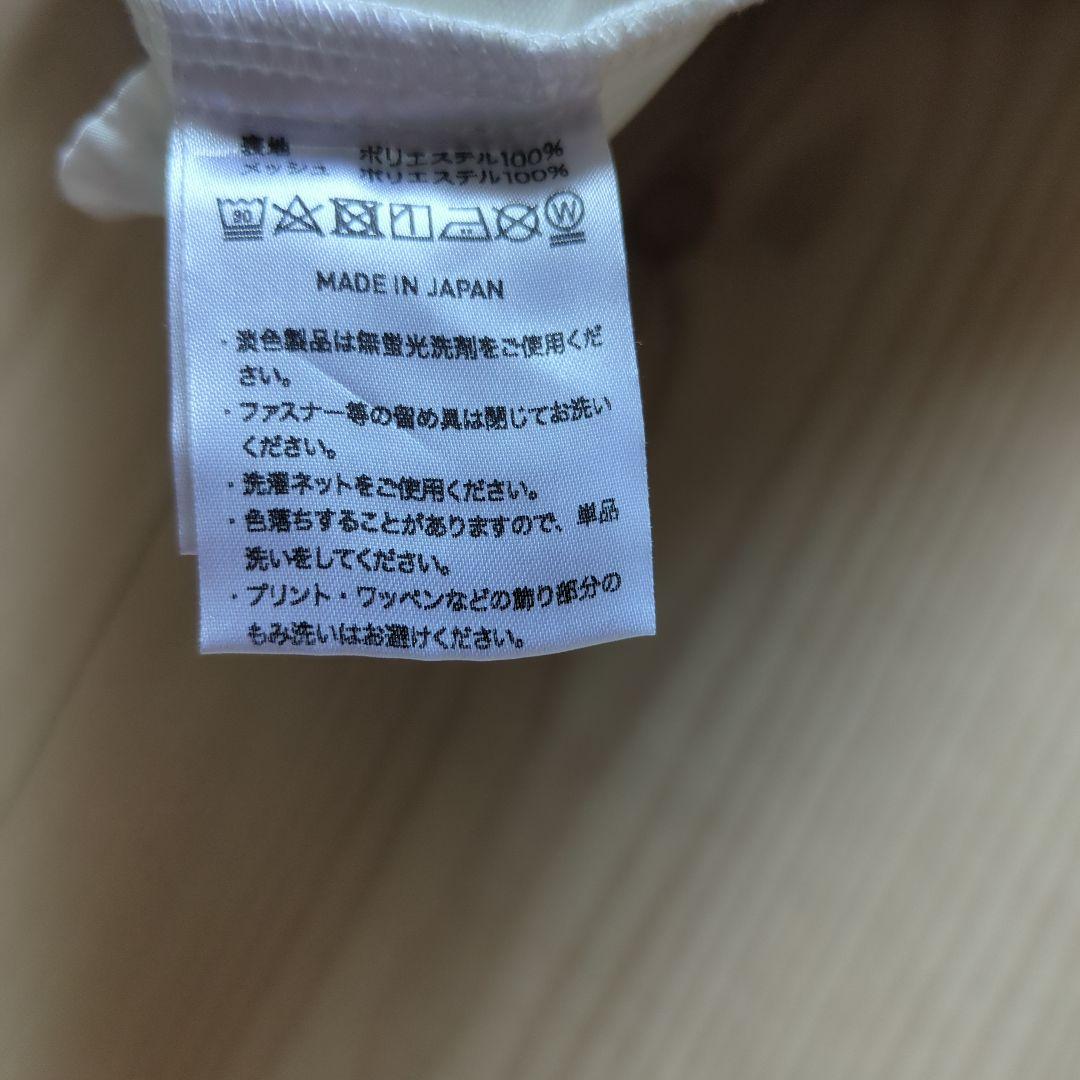 表地 ポリエステル100%
メッシュ ポリエステル100%
W
MADE IN JAPAN
・淡色製品は無蛍光洗剤をご使用くだ
さい。
・ファスナー等の留め具は閉じてお洗い
ください。
・洗濯ネットをご使用ください。
・色落ちすることがありますので、単品
洗いをしてください。
・プリント・ワッペンなどの飾り部分の
もみ洗いはお避けください。